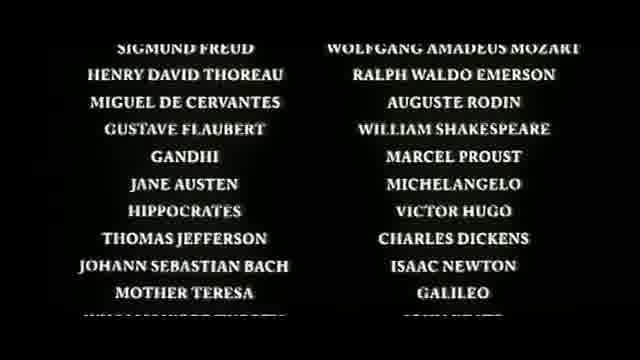 SIGMUND FREUD WOLFGANG AMADEUS MOZART
HENRY DAVID THOREAU RALPH WALDO EMERSON
MIGUEL DE CERVANTES AUGUSTE RODIN
GUSTAVE FLAUBERT WILLIAM SHAKESPEARE
GANDHI MARCEL PROUST
JANE AUSTEN MICHELANGELO
HIPPOCRATES VICTOR HUGO
THOMAS JEFFERSON CHARLES DICKENS
JOHANN SEBASTIAN BACH ISAAC NEWTON
MOTHER TERESA GALILEO